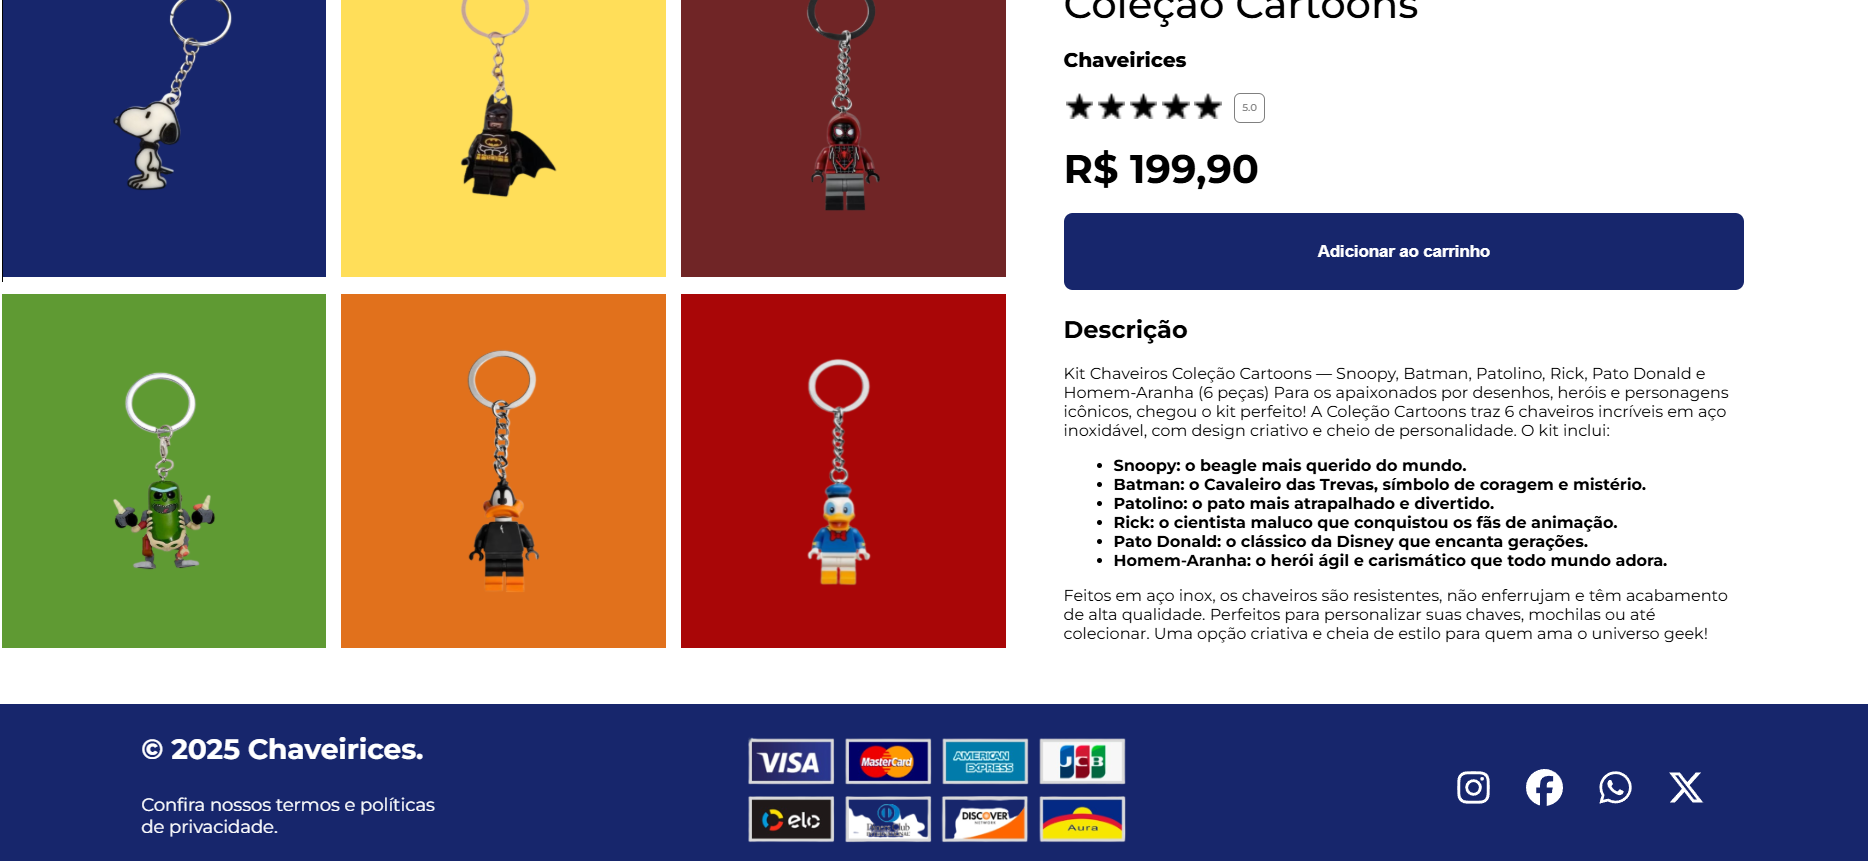 Coleção Cartoons
Chaveirices
5.0
R$ 199,90
Adicionar ao carrinho
Descrição
Kit Chaveiros Coleção Cartoons — Snoopy, Batman, Patolino, Rick, Pato Donald e
Homem-Aranha (6 peças) Para os apaixonados por desenhos, heróis e personagens
icônicos, chegou o kit perfeito! A Coleção Cartoons traz 6 chaveiros incríveis em aço
inoxidável, com design criativo e cheio de personalidade. O kit inclui:
• Snoopy: o beagle mais querido do mundo.
• Batman: o Cavaleiro das Trevas, símbolo de coragem e mistério.
• Patolino: o pato mais atrapalhado e divertido.
• Rick: o cientista maluco que conquistou os fãs de animação.
• Pato Donald: o clássico da Disney que encanta gerações.
• Homem-Aranha: o herói ágil e carismático que todo mundo adora.
Feitos em aço inox, os chaveiros são resistentes, não enferrujam e têm acabamento
de alta qualidade. Perfeitos para personalizar suas chaves, mochilas ou até
colecionar. Uma opção criativa e cheia de estilo para quem ama o universo geek!
© 2025 Chaveirices.
Confira nossos termos e políticas
de privacidade.
VISA
MasterCard
AMERICAN
EXPRESS
JCB
elo
Diners Club
DISCOVER
NETWORK
Aura